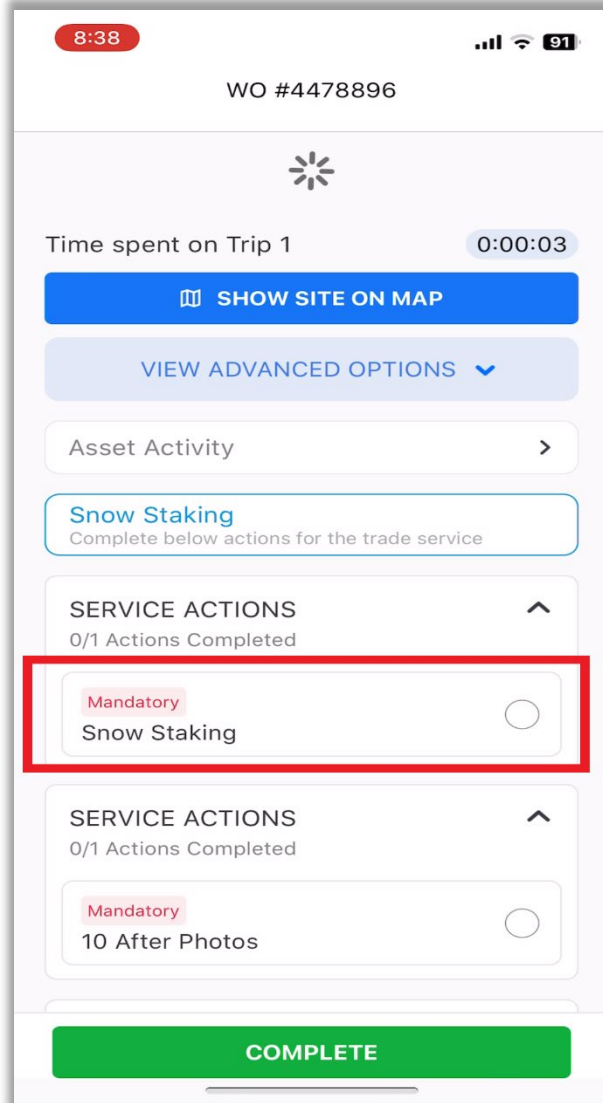 8:38
91
WO #4478896
Time spent on Trip 1
0:00:03
SHOW SITE ON MAP
VIEW ADVANCED OPTIONS
Asset Activity
Snow Staking
Complete below actions for the trade service
SERVICE ACTIONS
0/1 Actions Completed
Mandatory
Snow Staking
SERVICE ACTIONS
0/1 Actions Completed
Mandatory
10 After Photos
COMPLETE